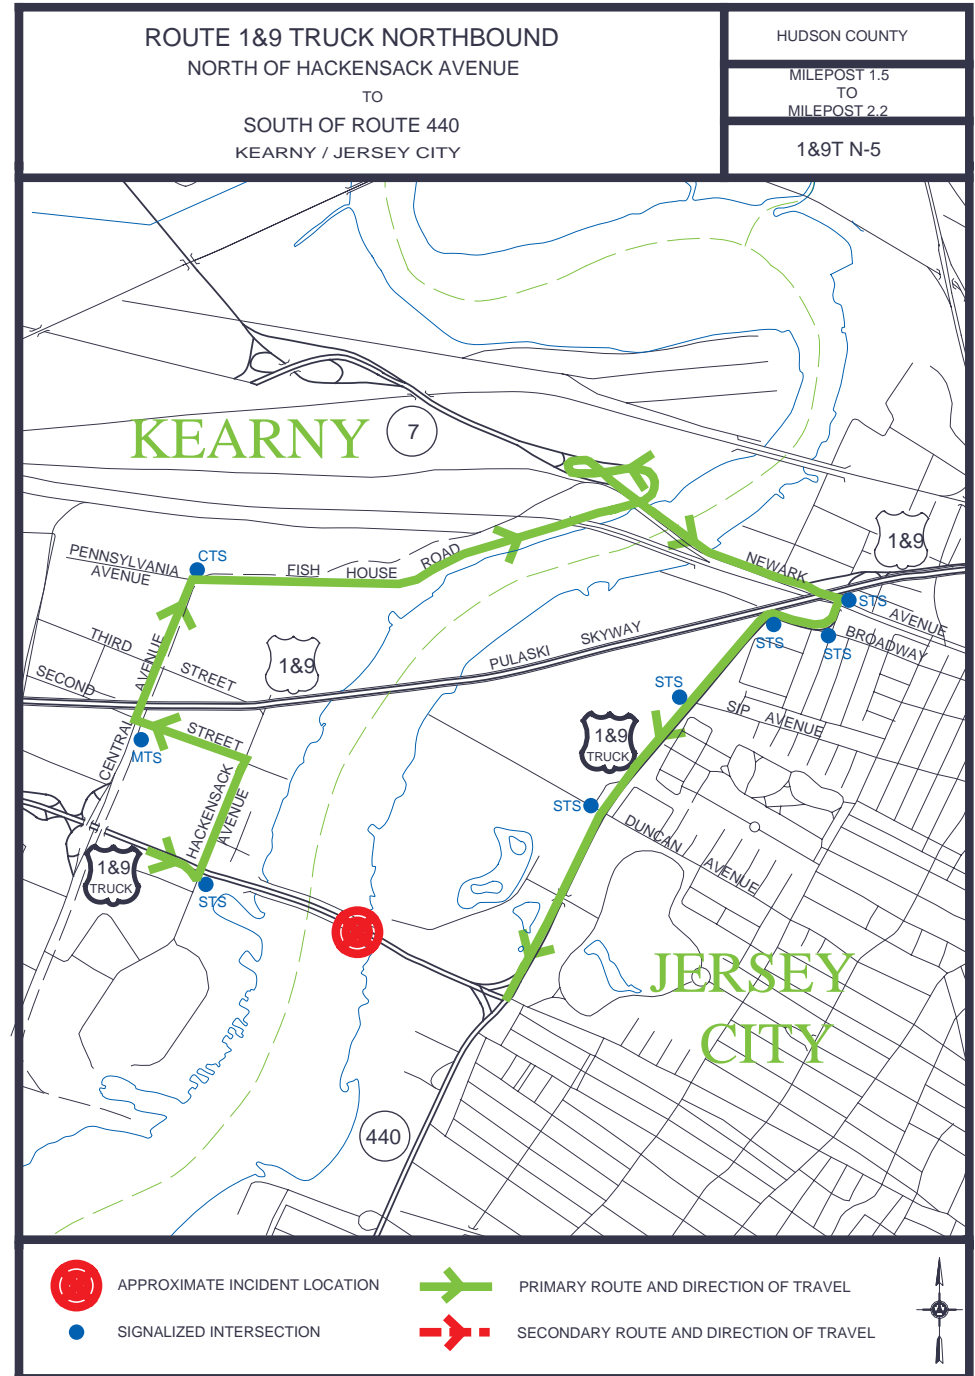 ROUTE 1&9 TRUCK NORTHBOUND
NORTH OF HACKENSACK AVENUE
TO
SOUTH OF ROUTE 440
KEARNY / JERSEY CITY
HUDSON COUNTY
MILEPOST 1.5
TO
MILEPOST 2.2
1&9T N-5
KEARNY
7
1&9
PENNSYLVANIA
AVENUE
CTS
FISH HOUSE ROAD
NEWARK
AVENUE
STS
BROADWAY
STS
STS
THIRD
STREET
AVENUE
1&9
PULASKI SKYWAY
SECOND
STREET
CENTRAL
MTS
STS
SIP AVENUE
1&9
TRUCK
HACKENSACK
AVENUE
STS
DUNCAN AVENUE
1&9
TRUCK
STS
JERSEY
CITY
440
APPROXIMATE INCIDENT LOCATION
PRIMARY ROUTE AND DIRECTION OF TRAVEL
SIGNALIZED INTERSECTION
SECONDARY ROUTE AND DIRECTION OF TRAVEL